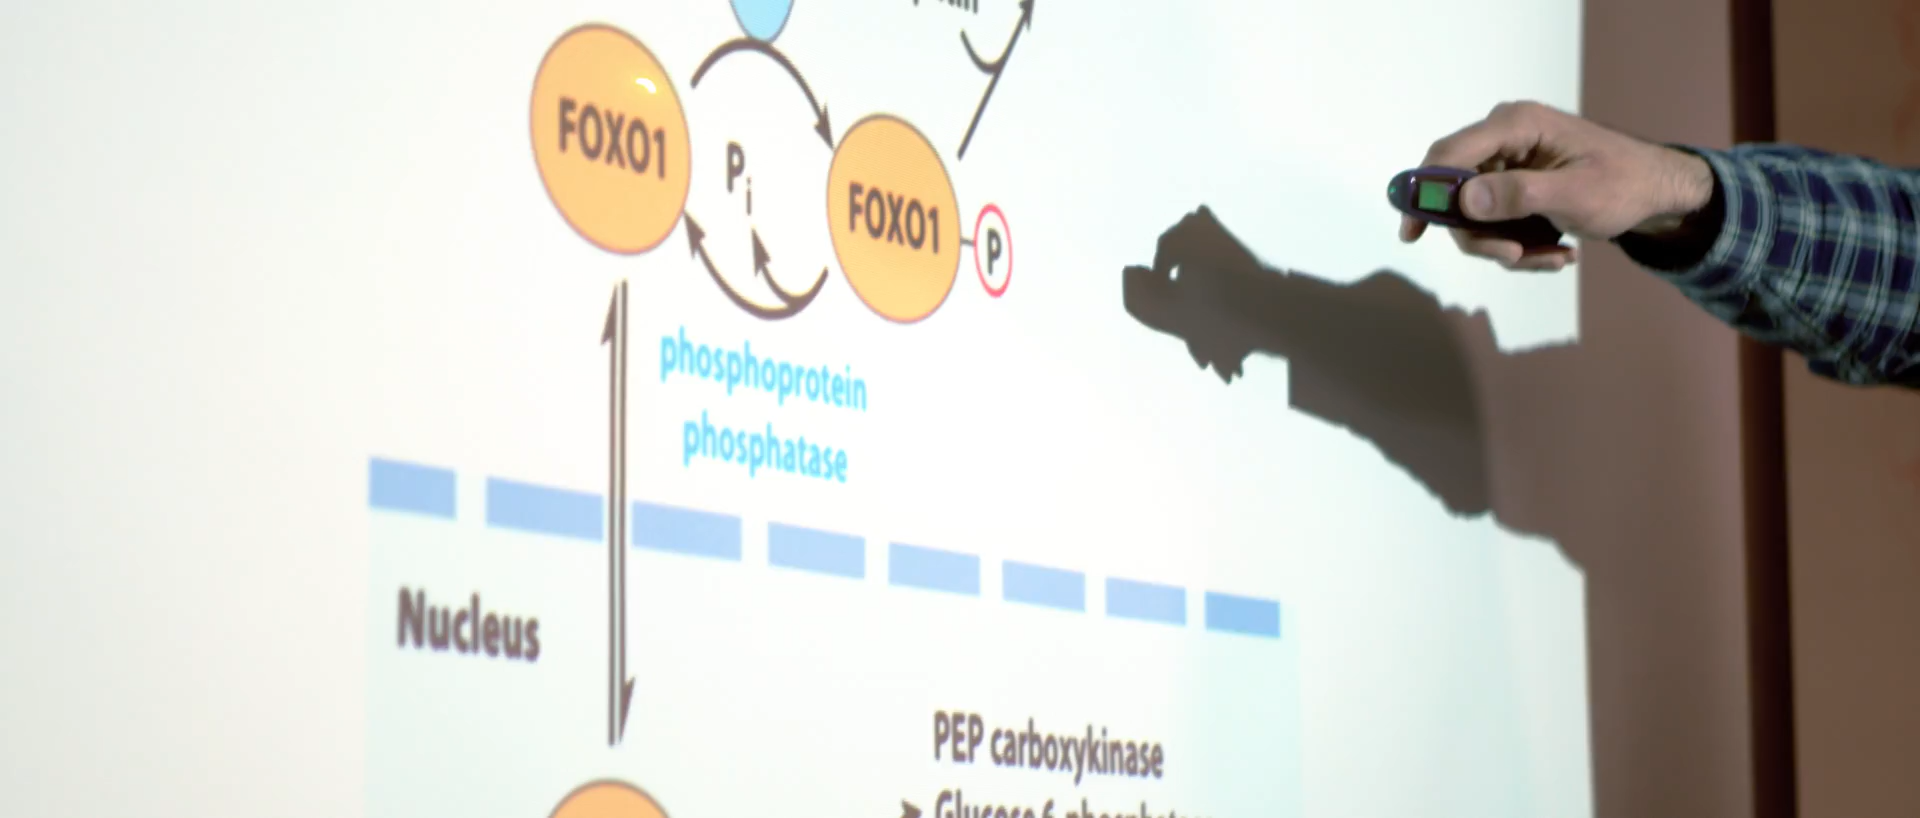 FOXO1
Pi
FOXO1
P
phosphoprotein
phosphatase
Nucleus
PEP carboxykinase
Glucose 6-phosphatase